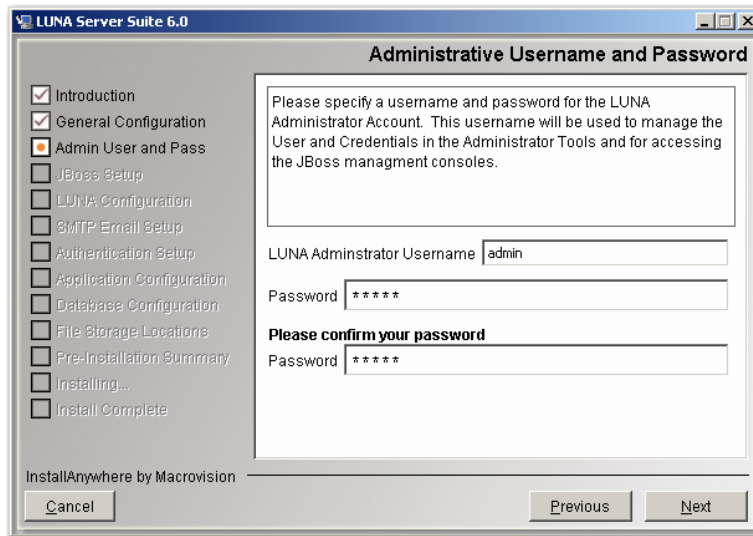 LUNA Server Suite 6.0
Administrative Username and Password
Introduction
General Configuration
Admin User and Pass
JBoss Setup
LUNA Configuration
SMTP Email Setup
Authentication Setup
Application Configuration
Database Configuration
File Storage Locations
Pre-Installation Summary
Installing...
Install Complete
Please specify a username and password for the LUNA
Administrator Account. This username will be used to manage the
User and Credentials in the Administrator Tools and for accessing
the JBoss managment consoles.
LUNA Adminstrator Username admin
Password *****
Please confirm your password
Password *****
InstallAnywhere by Macrovision
Cancel
Previous
Next